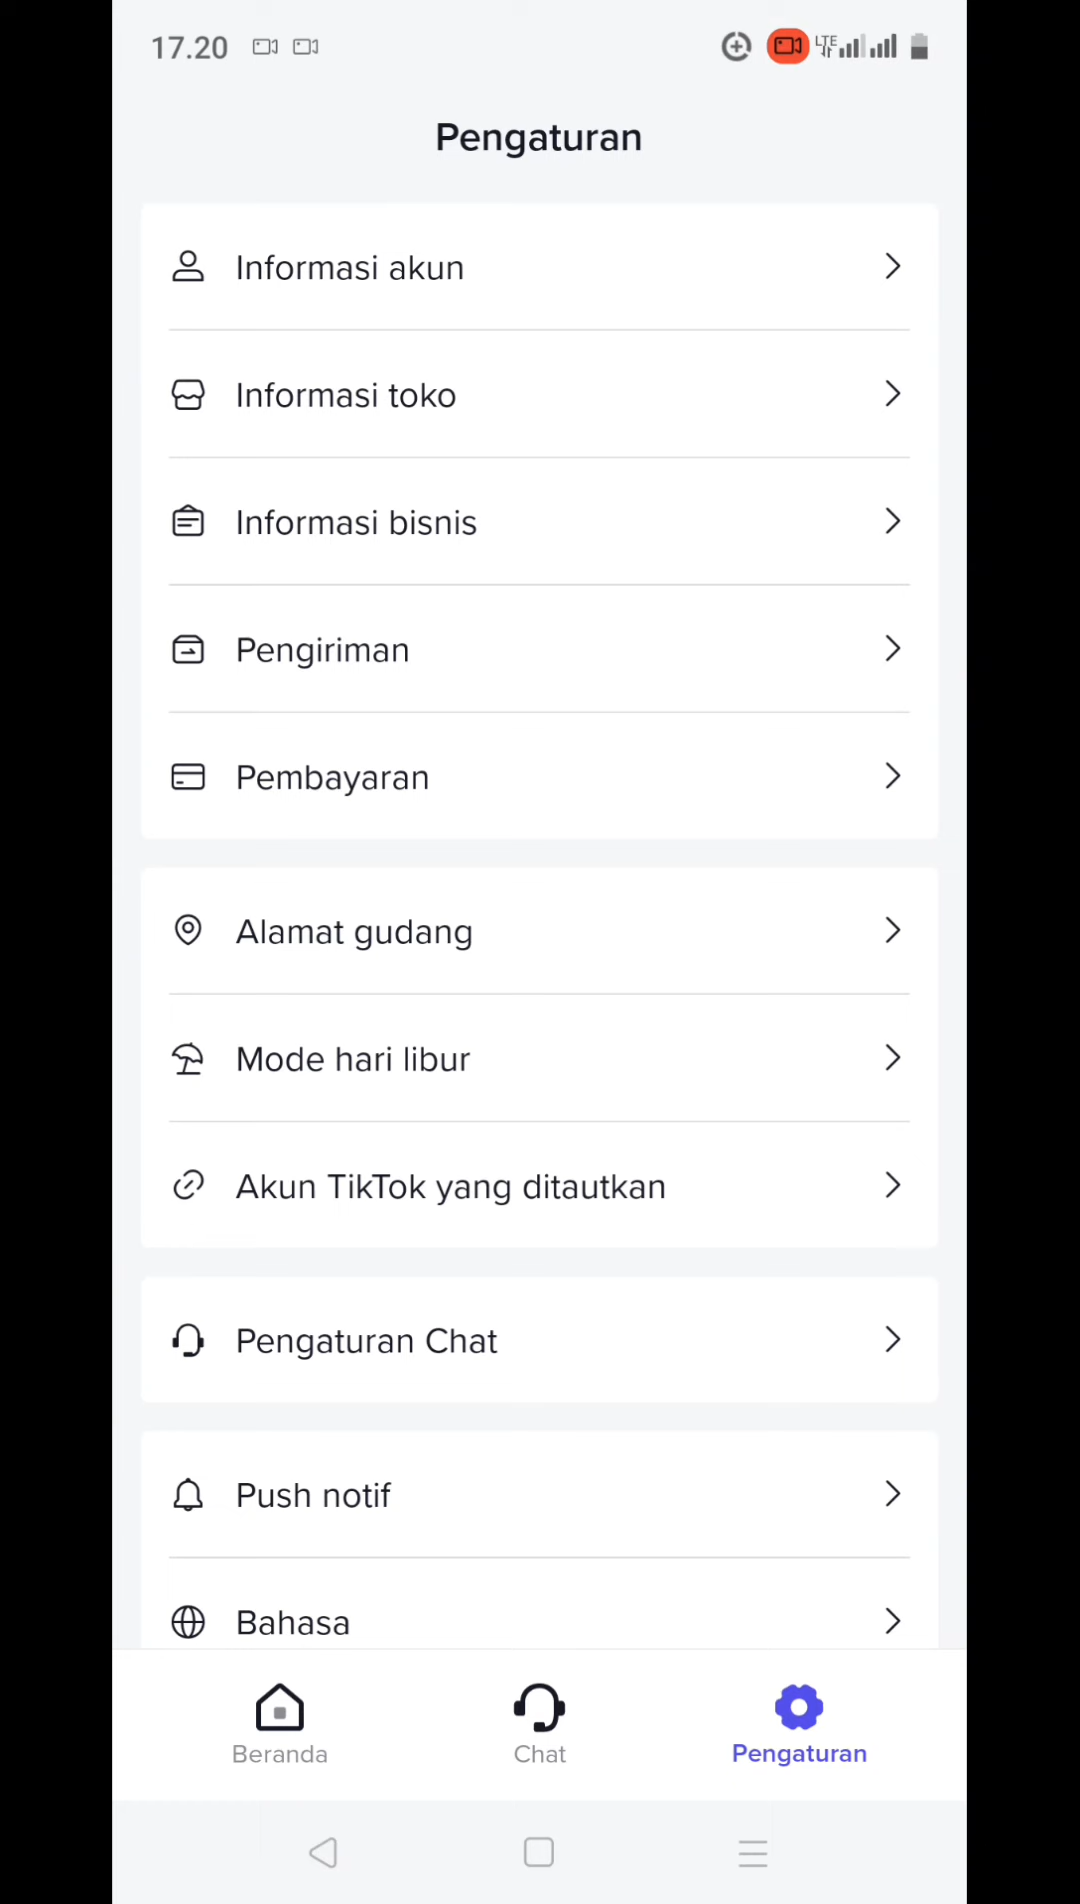 17.20
LTE
Pengaturan
Informasi akun
Informasi toko
Informasi bisnis
Pengiriman
Pembayaran
Alamat gudang
Mode hari libur
Akun TikTok yang ditautkan
Pengaturan Chat
Push notif
Bahasa
Beranda
Chat
Pengaturan